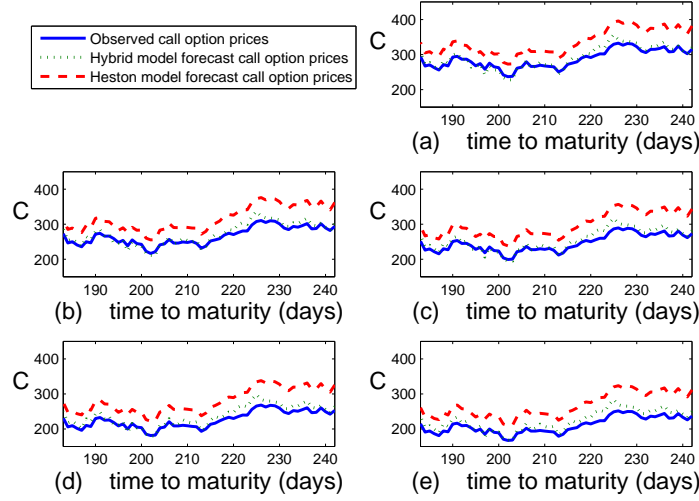 Observed call option prices
Hybrid model forecast call option prices
Heston model forecast call option prices
400
300
200
C
190 200 210 220 230 240
(a) time to maturity (days)
400
300
200
C
190 200 210 220 230 240
(b) time to maturity (days)
400
300
200
C
190 200 210 220 230 240
(c) time to maturity (days)
400
300
200
C
190 200 210 220 230 240
(d) time to maturity (days)
400
300
200
C
190 200 210 220 230 240
(e) time to maturity (days)